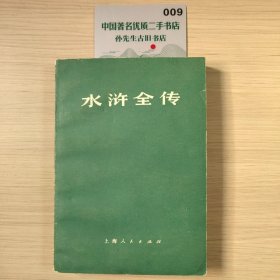 009
中国著名优质二手书店
孙先生古旧书店
水浒全传
上海人民出版社